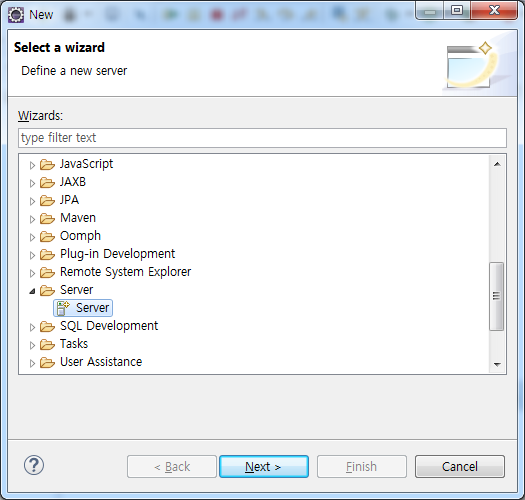 New
Select a wizard
Define a new server
Wizards:
type filter text
JavaScript
JAXB
JPA
Maven
Oomph
Plug-in Development
Remote System Explorer
Server
Server
SQL Development
Tasks
User Assistance
?
< Back Next > Finish Cancel